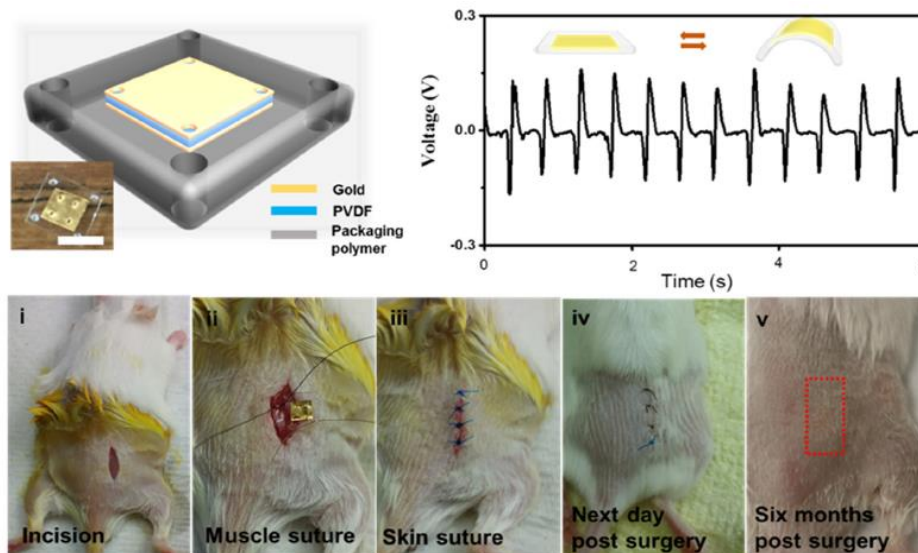 Gold
PVDF
Packaging
polymer
0.3
0.0
-0.3
Voltage (V)
0
2
4
Time (s)
i
Incision
ii
Muscle suture
iii
Skin suture
iv
Next day
post surgery
v
Six months
post surgery